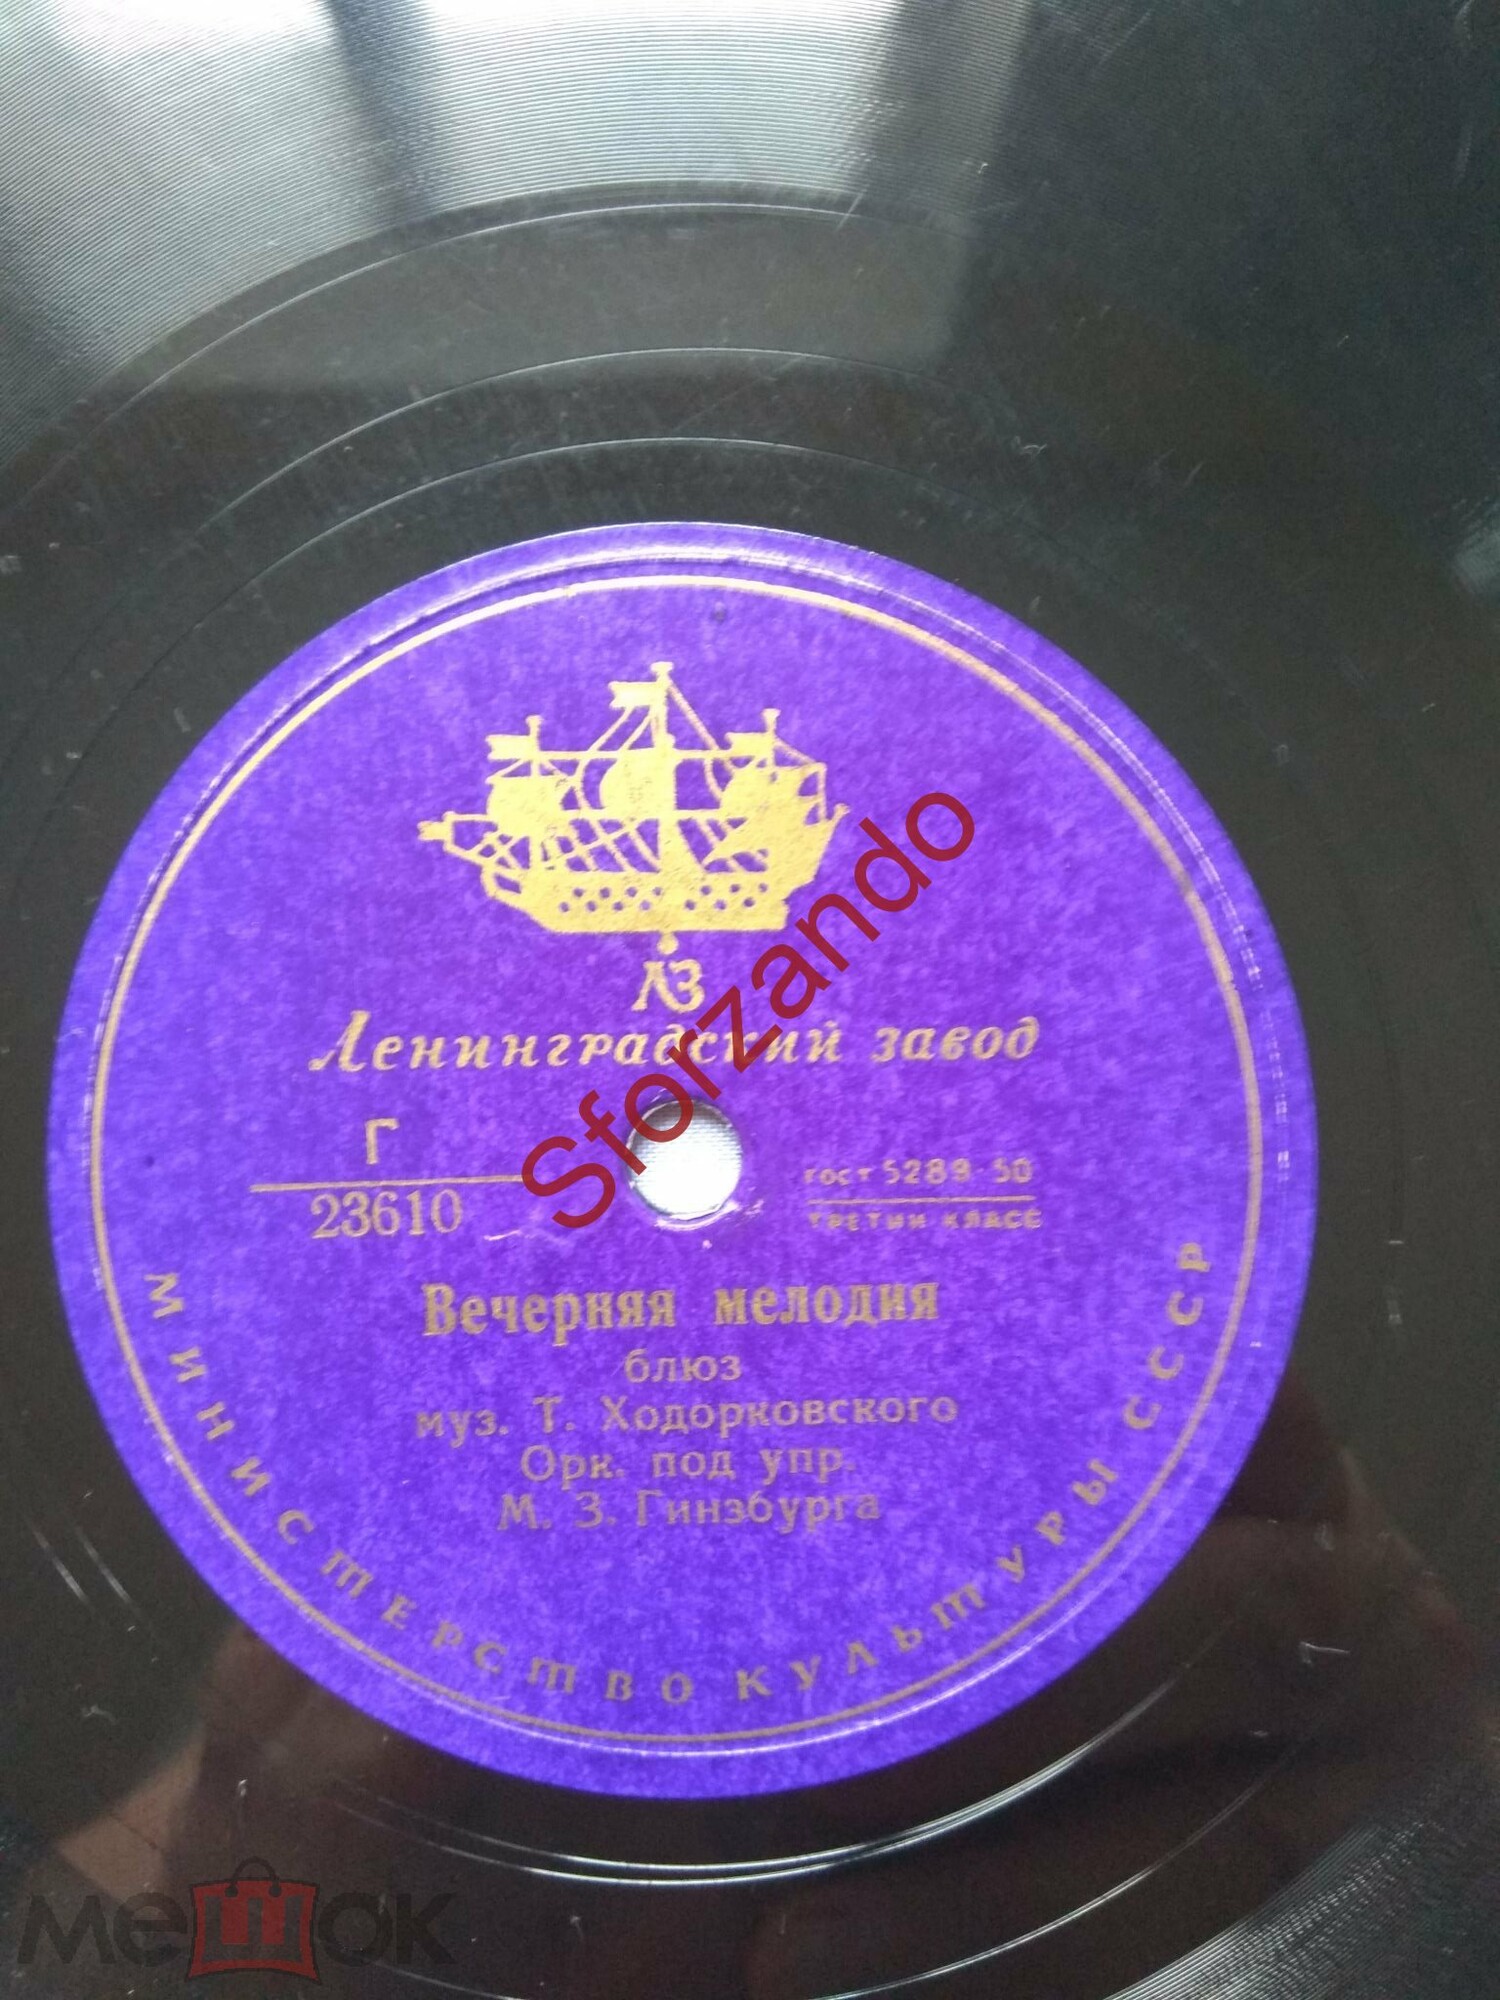 ЛЗ
Ленинградский завод
Г
23610
гост 5289-50
третий класс
Вечерняя мелодия
блюз
муз. Т. Ходорковского
Орк. под упр.
М. З. Гинзбурга
МИНИСТЕРСТВО КУЛЬТУРЫ СССР
Sforzando
мешок